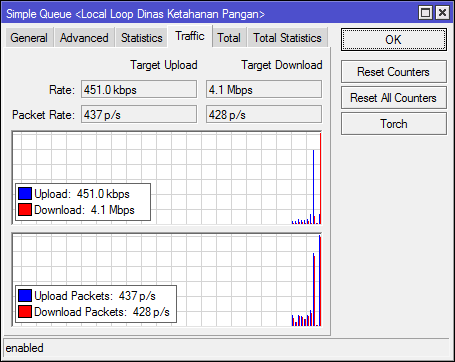 Simple Queue <Local Loop Dinas Ketahanan Pangan>
General Advanced Statistics Traffic Total Total Statistics
Target Upload Target Download
Rate: 451.0 kbps 4.1 Mbps
Packet Rate: 437 p/s 428 p/s
Upload: 451.0 kbps
Download: 4.1 Mbps
Upload Packets: 437 p/s
Download Packets: 428 p/s
OK
Reset Counters
Reset All Counters
Torch
enabled